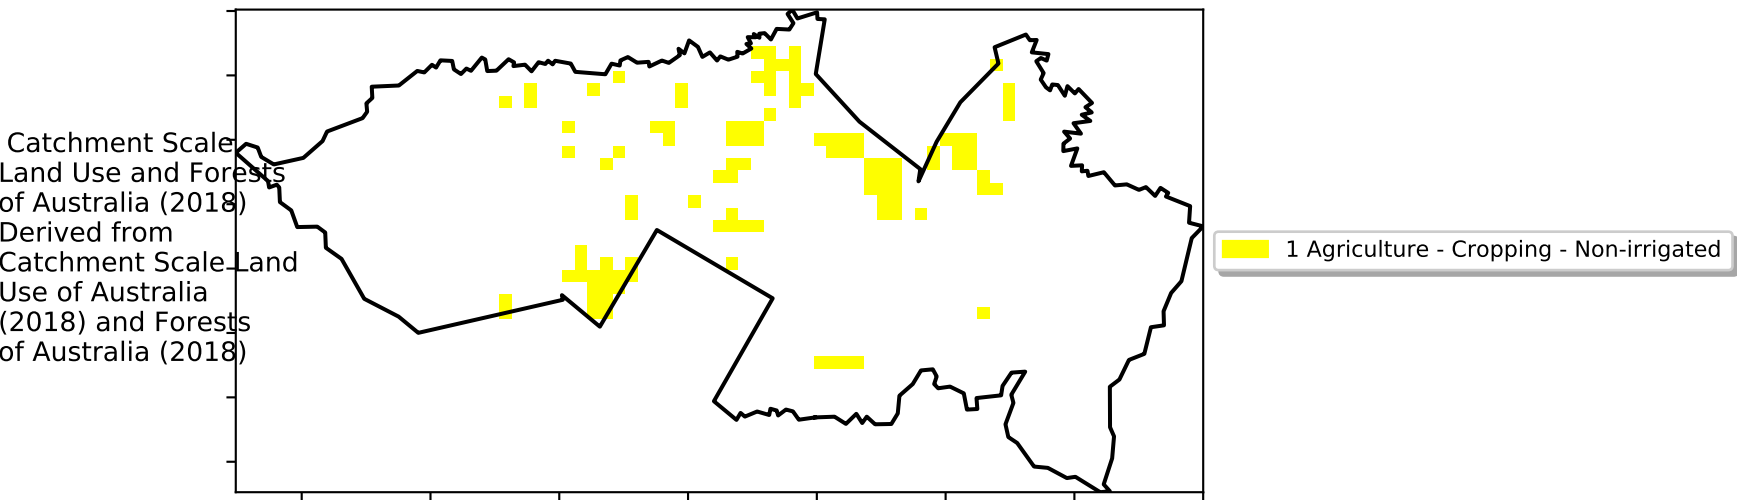 Catchment Scale
Land Use and Forests
of Australia (2018)
Derived from
Catchment Scale Land
Use of Australia
(2018) and Forests
of Australia (2018)
1 Agriculture - Cropping - Non-irrigated